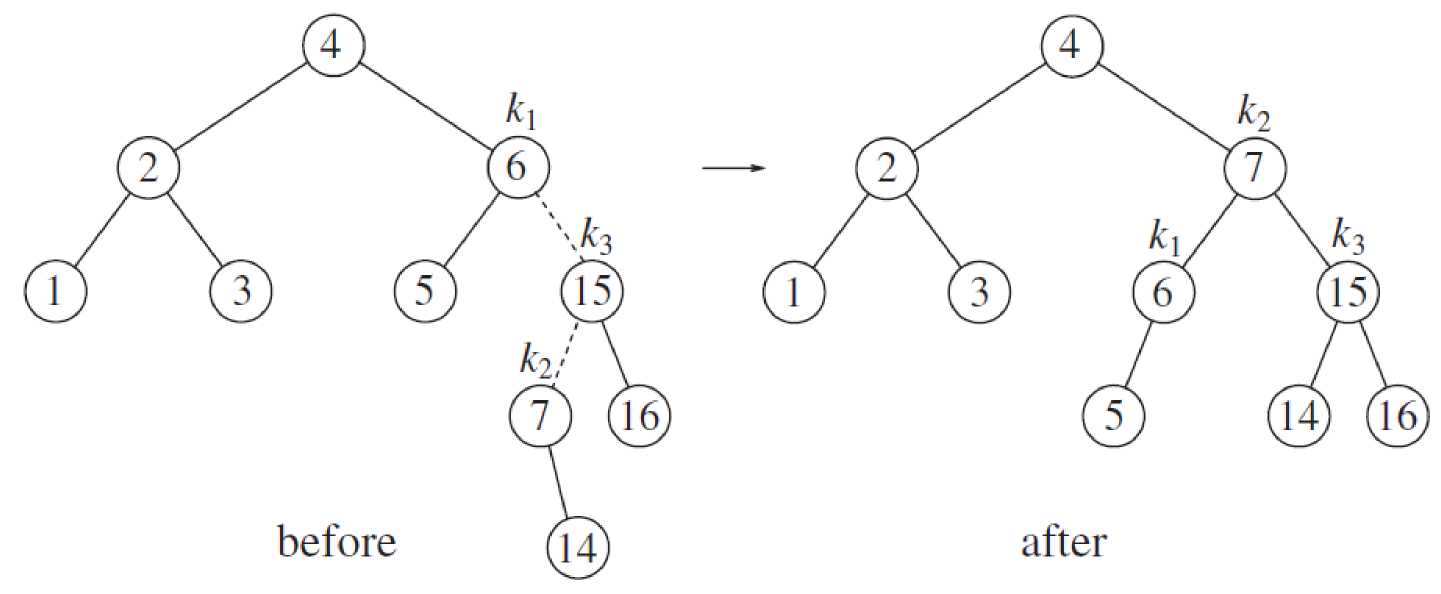 4 4
k₁ k₂
2 6 2 7
k₃ k₁ k₃
1 3 5 15 1 3 6 15
k₂
7 16 5 14 16
before 14 after